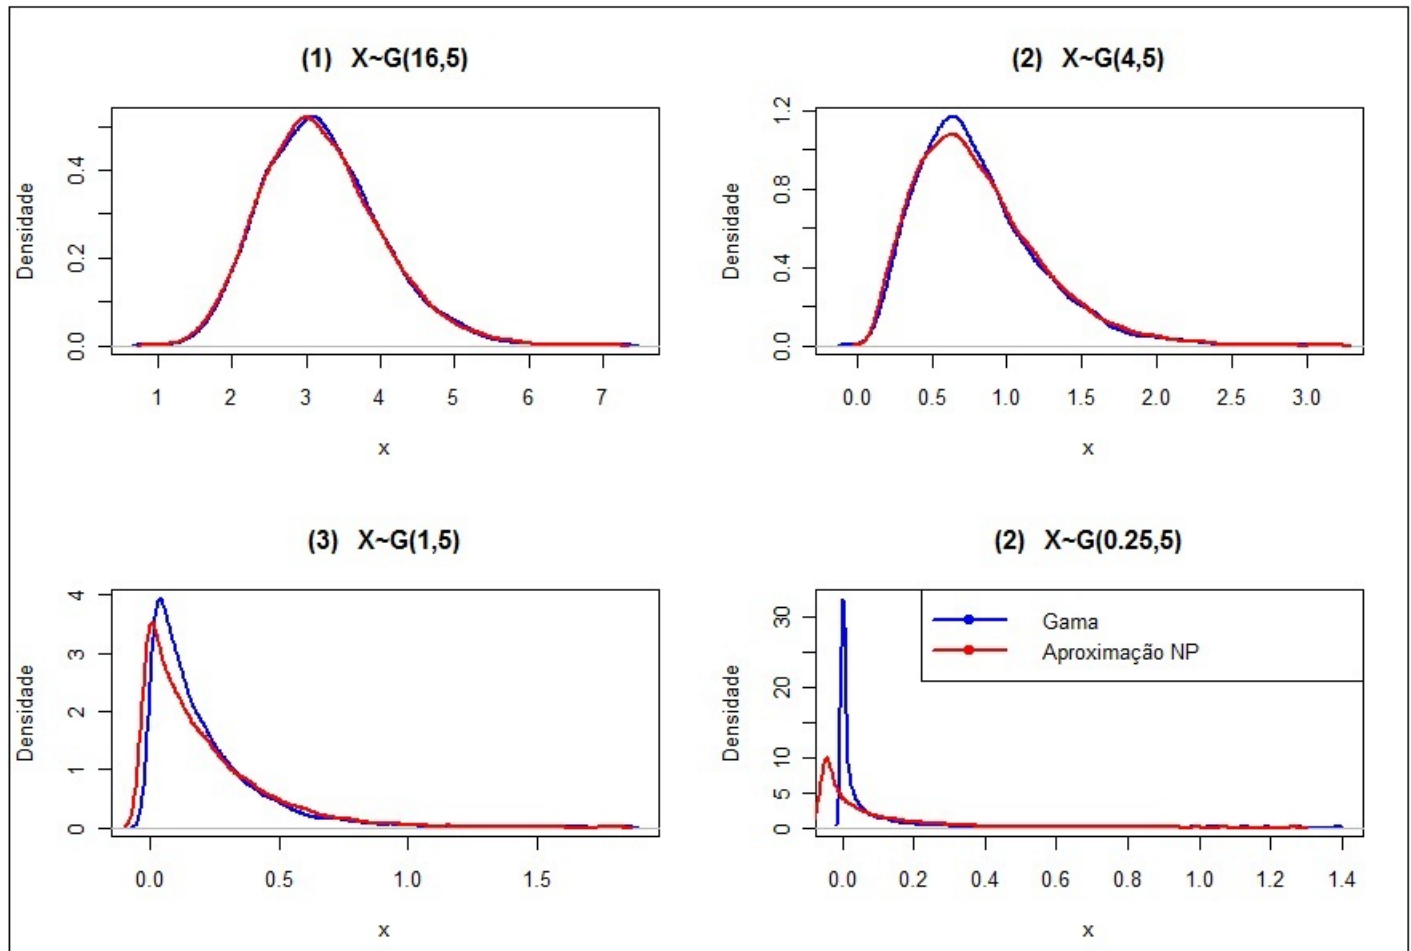 (1) X~G(16,5)
Densidade
0.0 0.2 0.4
1 2 3 4 5 6 7
x
(2) X~G(4,5)
Densidade
0.0 0.4 0.8 1.2
0.0 0.5 1.0 1.5 2.0 2.5 3.0
x
(3) X~G(1,5)
Densidade
0 1 2 3 4
0.0 0.5 1.0 1.5
x
(2) X~G(0.25,5)
Gama
Aproximação NP
Densidade
0 5 10 20 30
0.0 0.2 0.4 0.6 0.8 1.0 1.2 1.4
x